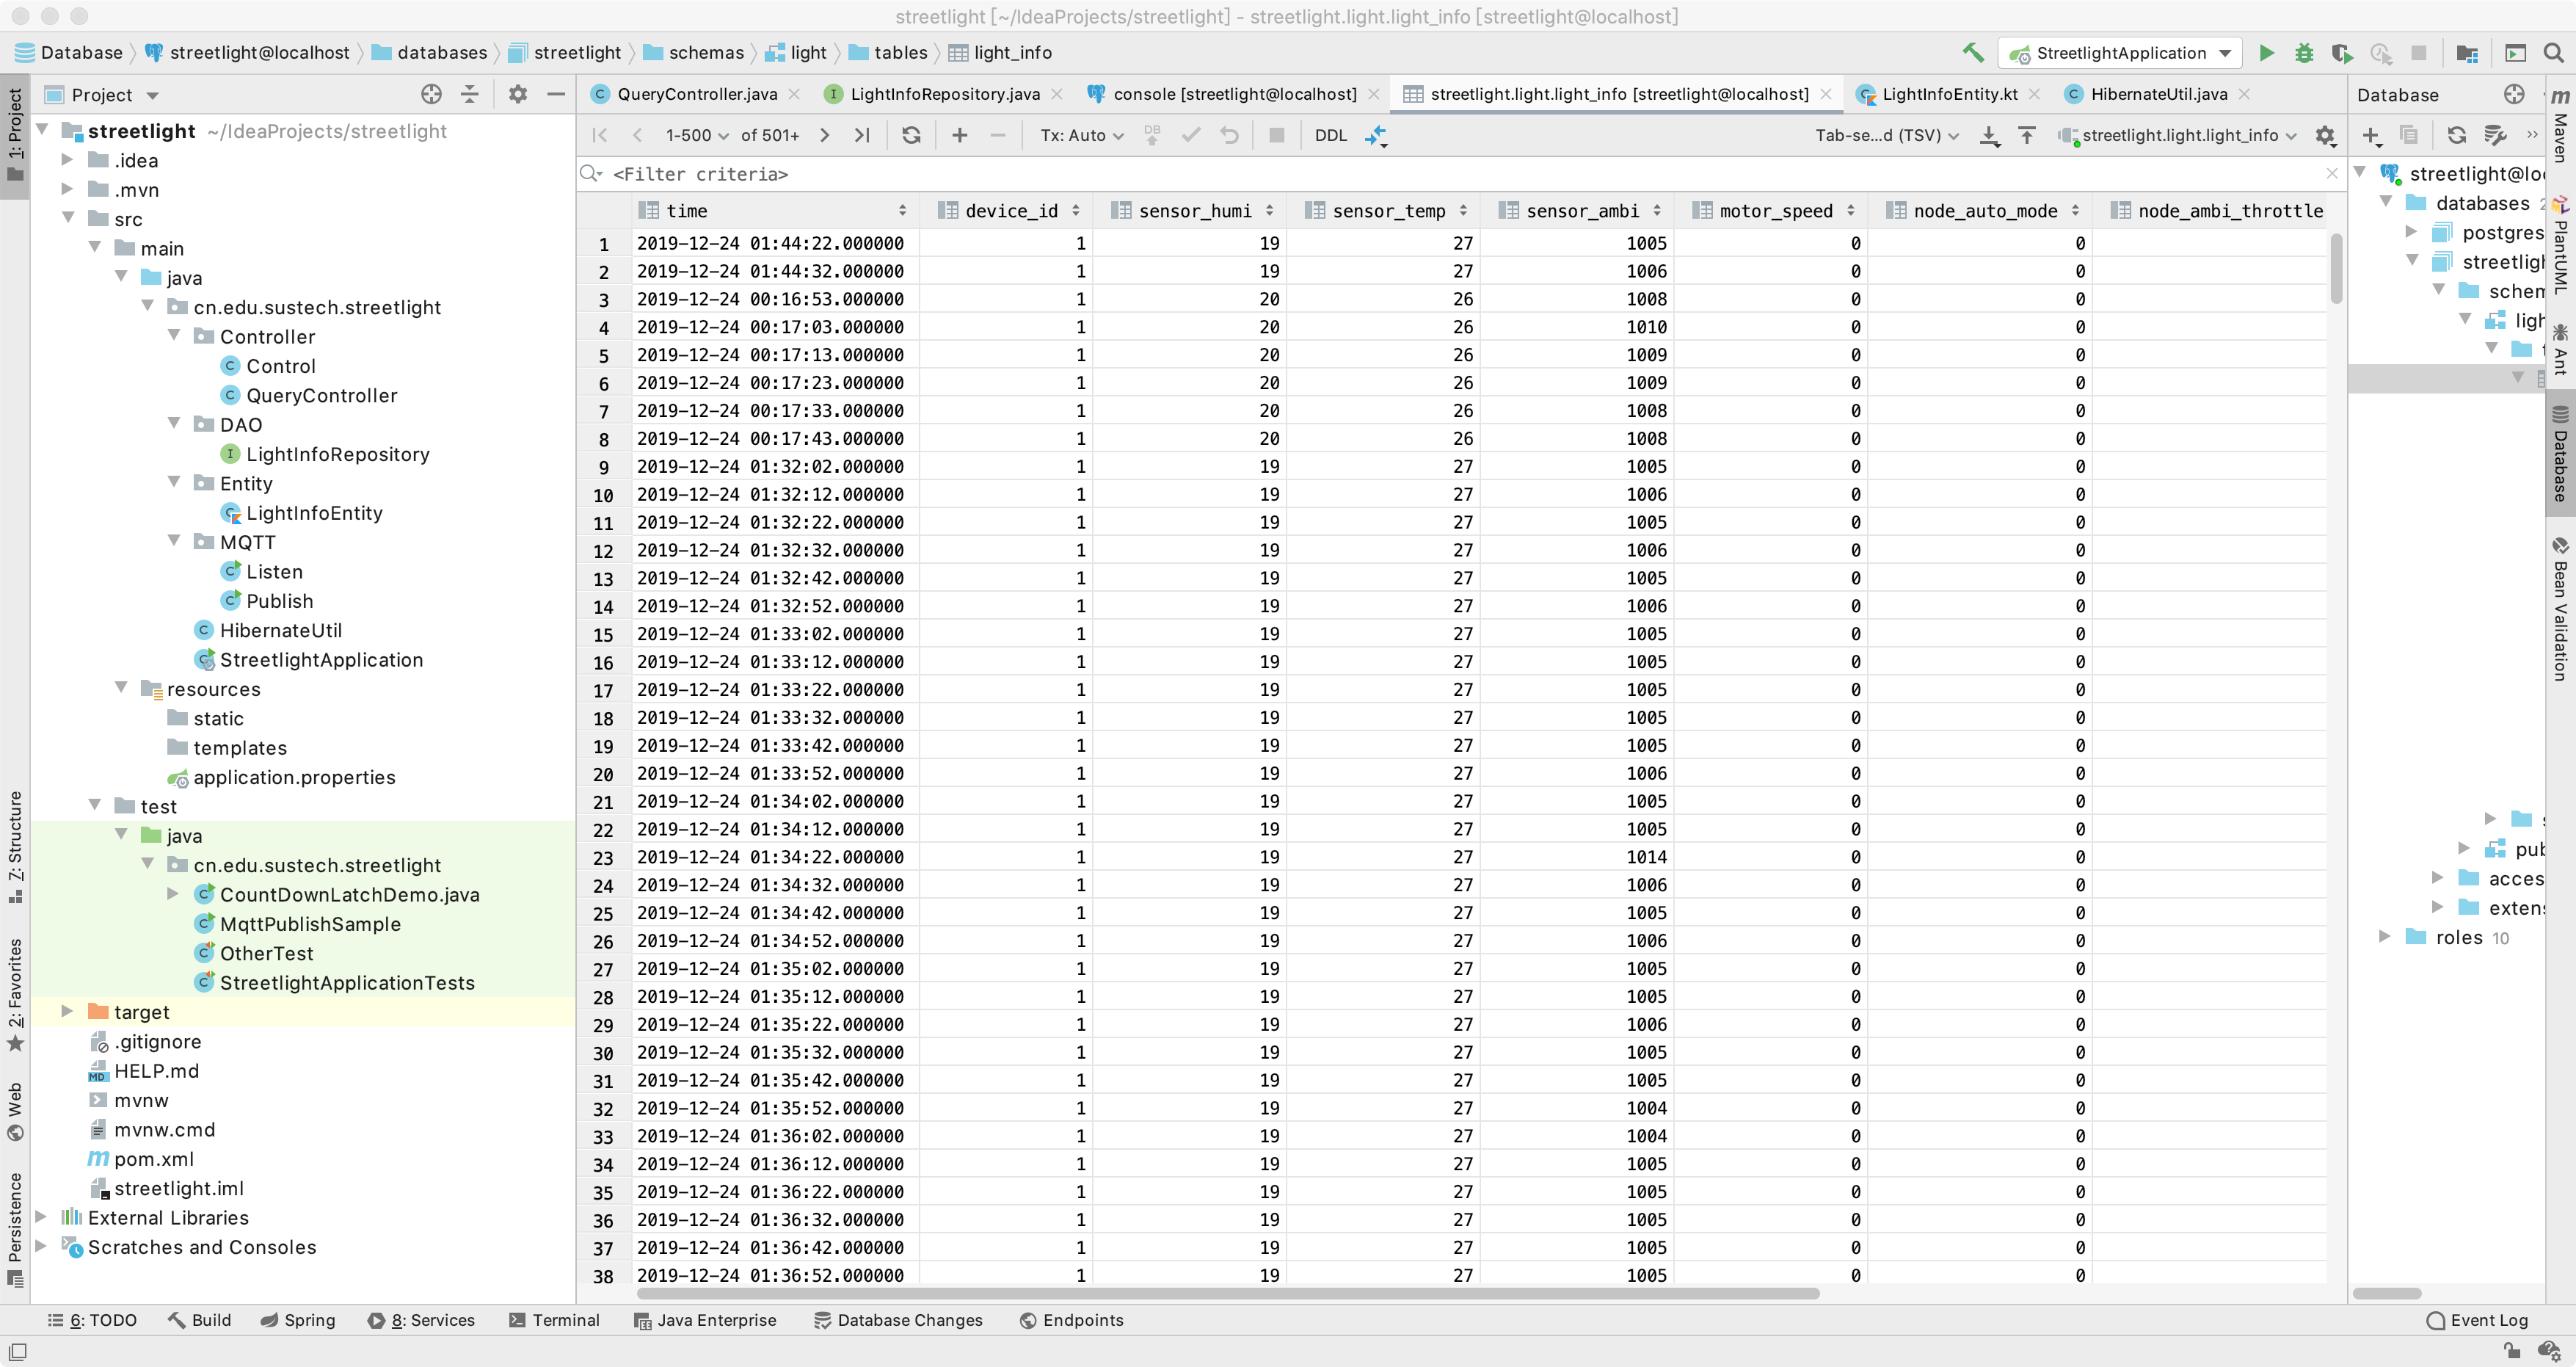 streetlight [~/IdeaProjects/streetlight] - streetlight.light.light_info [streetlight@localhost]
Database streetlight@localhost databases streetlight schemas light tables light_info StreetlightApplication
1: Project
7: Structure
2: Favorites
Web
Persistence
Project
streetlight ~/IdeaProjects/streetlight
.idea
.mvn
src
main
java
cn.edu.sustech.streetlight
Controller
Control
QueryController
DAO
LightInfoRepository
Entity
LightInfoEntity
MQTT
Listen
Publish
HibernateUtil
StreetlightApplication
resources
static
templates
application.properties
test
java
cn.edu.sustech.streetlight
CountDownLatchDemo.java
MqttPublishSample
OtherTest
StreetlightApplicationTests
target
.gitignore
HELP.md
mvnw
mvnw.cmd
pom.xml
streetlight.iml
External Libraries
Scratches and Consoles
QueryController.java LightInfoRepository.java console [streetlight@localhost] streetlight.light.light_info [streetlight@localhost] LightInfoEntity.kt HibernateUtil.java
1-500 of 501+ Tx: Auto DB DDL Tab-se...d (TSV) streetlight.light.light_info
<Filter criteria>
time device_id sensor_humi sensor_temp sensor_ambi motor_speed node_auto_mode node_ambi_throttle
1 2019-12-24 01:44:22.000000 1 19 27 1005 0 0
2 2019-12-24 01:44:32.000000 1 19 27 1006 0 0
3 2019-12-24 00:16:53.000000 1 20 26 1008 0 0
4 2019-12-24 00:17:03.000000 1 20 26 1010 0 0
5 2019-12-24 00:17:13.000000 1 20 26 1009 0 0
6 2019-12-24 00:17:23.000000 1 20 26 1009 0 0
7 2019-12-24 00:17:33.000000 1 20 26 1008 0 0
8 2019-12-24 00:17:43.000000 1 20 26 1008 0 0
9 2019-12-24 01:32:02.000000 1 19 27 1005 0 0
10 2019-12-24 01:32:12.000000 1 19 27 1006 0 0
11 2019-12-24 01:32:22.000000 1 19 27 1005 0 0
12 2019-12-24 01:32:32.000000 1 19 27 1006 0 0
13 2019-12-24 01:32:42.000000 1 19 27 1005 0 0
14 2019-12-24 01:32:52.000000 1 19 27 1006 0 0
15 2019-12-24 01:33:02.000000 1 19 27 1005 0 0
16 2019-12-24 01:33:12.000000 1 19 27 1005 0 0
17 2019-12-24 01:33:22.000000 1 19 27 1005 0 0
18 2019-12-24 01:33:32.000000 1 19 27 1005 0 0
19 2019-12-24 01:33:42.000000 1 19 27 1005 0 0
20 2019-12-24 01:33:52.000000 1 19 27 1006 0 0
21 2019-12-24 01:34:02.000000 1 19 27 1005 0 0
22 2019-12-24 01:34:12.000000 1 19 27 1005 0 0
23 2019-12-24 01:34:22.000000 1 19 27 1014 0 0
24 2019-12-24 01:34:32.000000 1 19 27 1006 0 0
25 2019-12-24 01:34:42.000000 1 19 27 1005 0 0
26 2019-12-24 01:34:52.000000 1 19 27 1006 0 0
27 2019-12-24 01:35:02.000000 1 19 27 1005 0 0
28 2019-12-24 01:35:12.000000 1 19 27 1005 0 0
29 2019-12-24 01:35:22.000000 1 19 27 1006 0 0
30 2019-12-24 01:35:32.000000 1 19 27 1005 0 0
31 2019-12-24 01:35:42.000000 1 19 27 1005 0 0
32 2019-12-24 01:35:52.000000 1 19 27 1004 0 0
33 2019-12-24 01:36:02.000000 1 19 27 1004 0 0
34 2019-12-24 01:36:12.000000 1 19 27 1005 0 0
35 2019-12-24 01:36:22.000000 1 19 27 1005 0 0
36 2019-12-24 01:36:32.000000 1 19 27 1005 0 0
37 2019-12-24 01:36:42.000000 1 19 27 1005 0 0
38 2019-12-24 01:36:52.000000 1 19 27 1005 0 0
Database
streetlight@lo
databases
postgres
streetligh
schem
ligh
pub
acces
extens
roles 10
Maven
PlantUML
Ant
Database
Bean Validation
6: TODO Build Spring 8: Services Terminal Java Enterprise Database Changes Endpoints Event Log